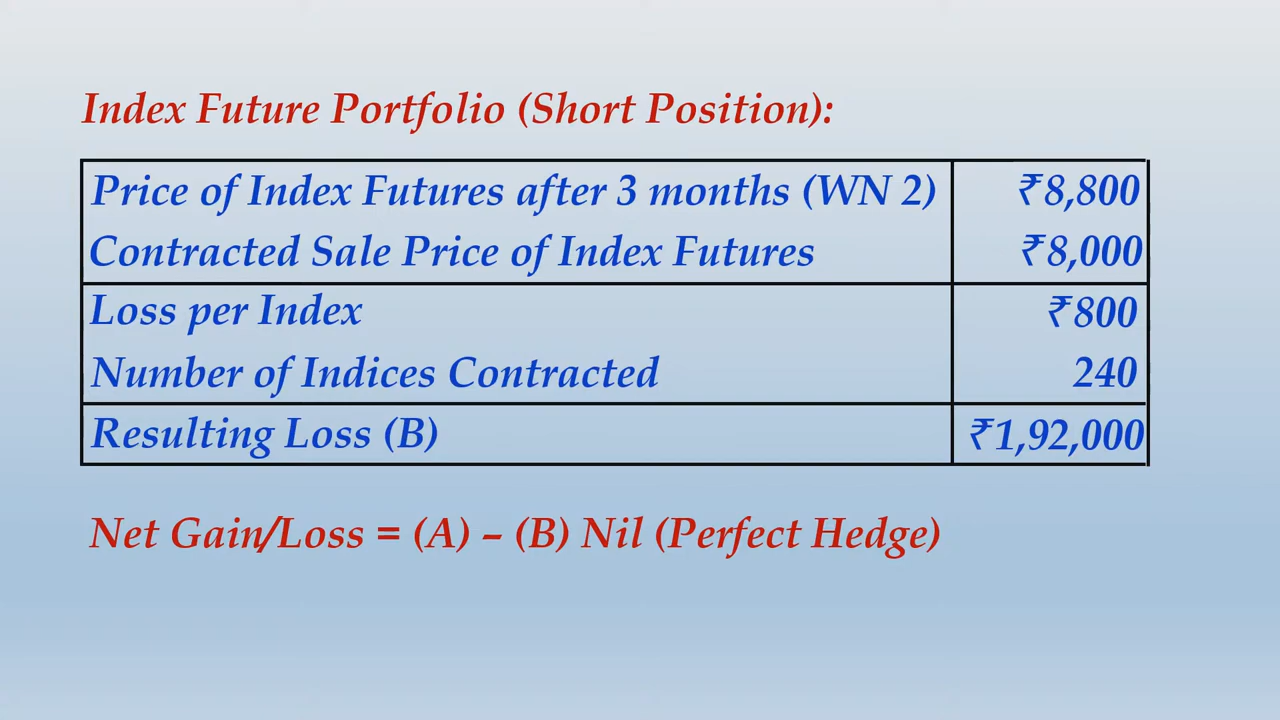 Index Future Portfolio (Short Position):
Price of Index Futures after 3 months (WN 2) ₹8,800
Contracted Sale Price of Index Futures ₹8,000
Loss per Index ₹800
Number of Indices Contracted 240
Resulting Loss (B) ₹1,92,000
Net Gain/Loss = (A) – (B) Nil (Perfect Hedge)